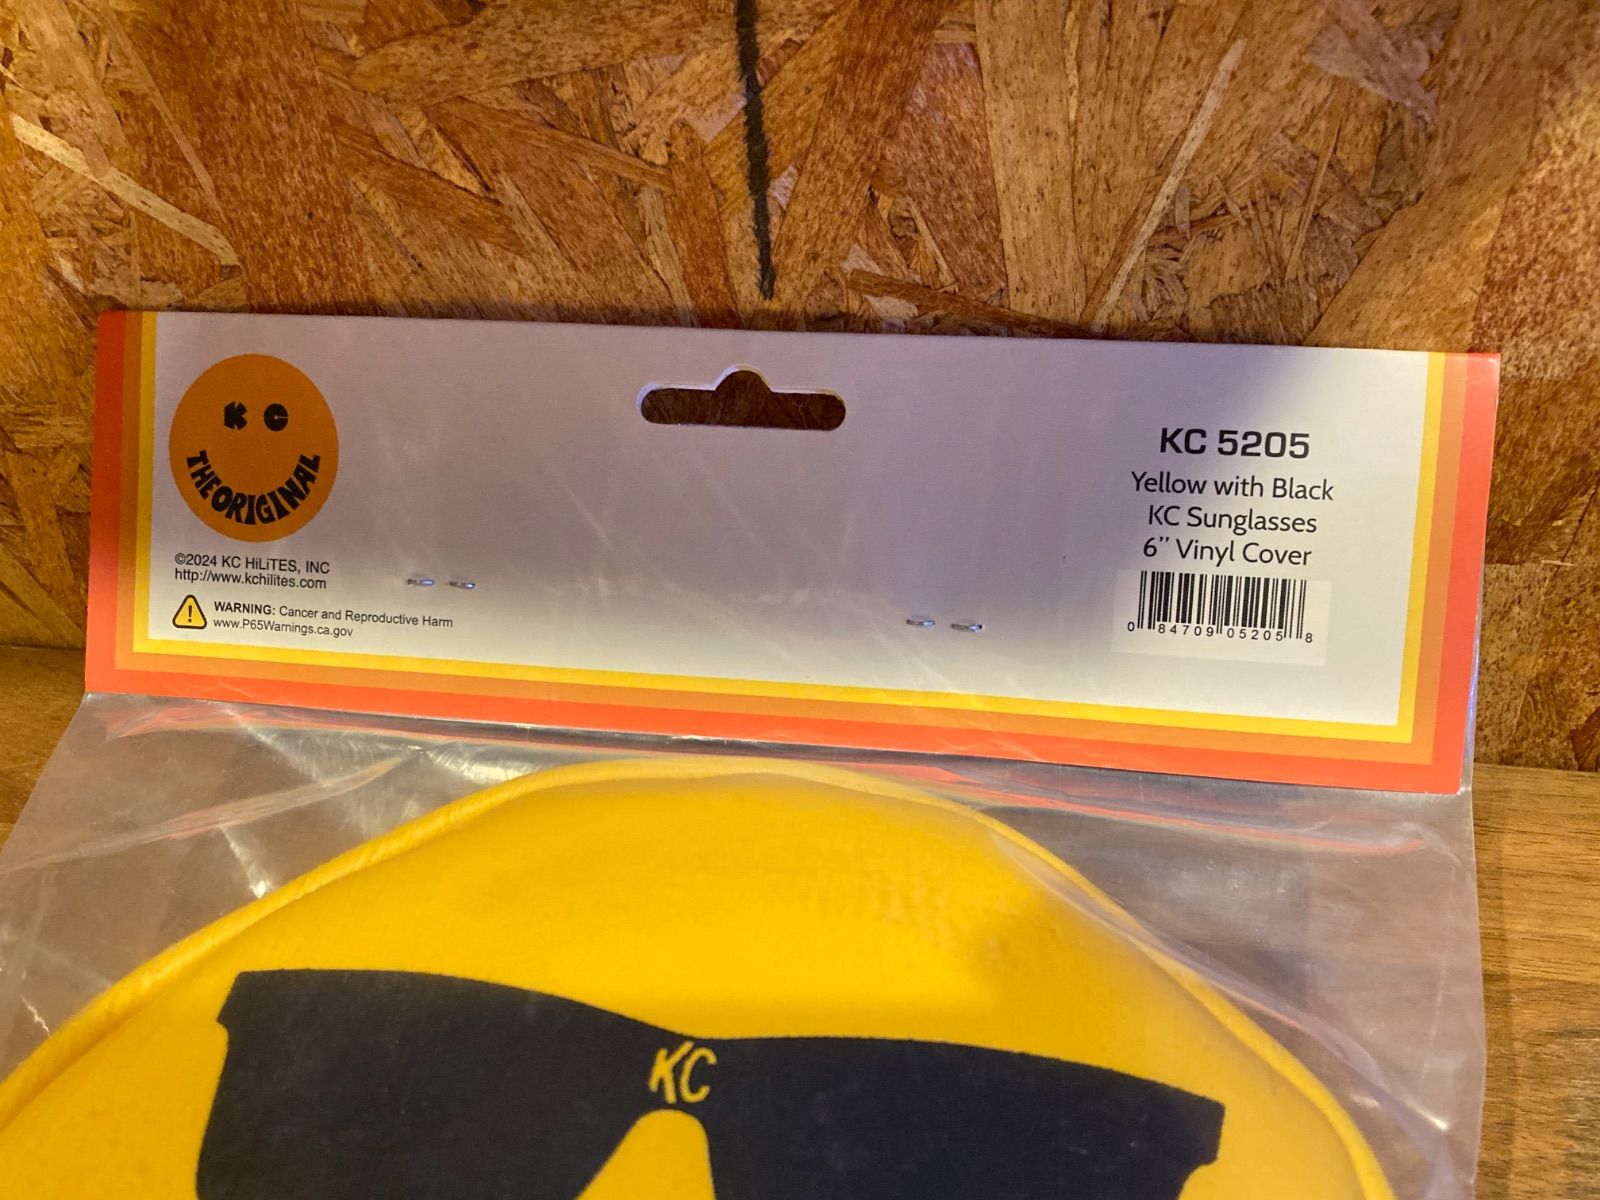 KC
THE ORIGINAL
©2024 KC HiLiTES, INC
http://www.kchilites.com
WARNING: Cancer and Reproductive Harm
www.P65Warnings.ca.gov
KC 5205
Yellow with Black
KC Sunglasses
6’’ Vinyl Cover
0 84709 05205 8
KC